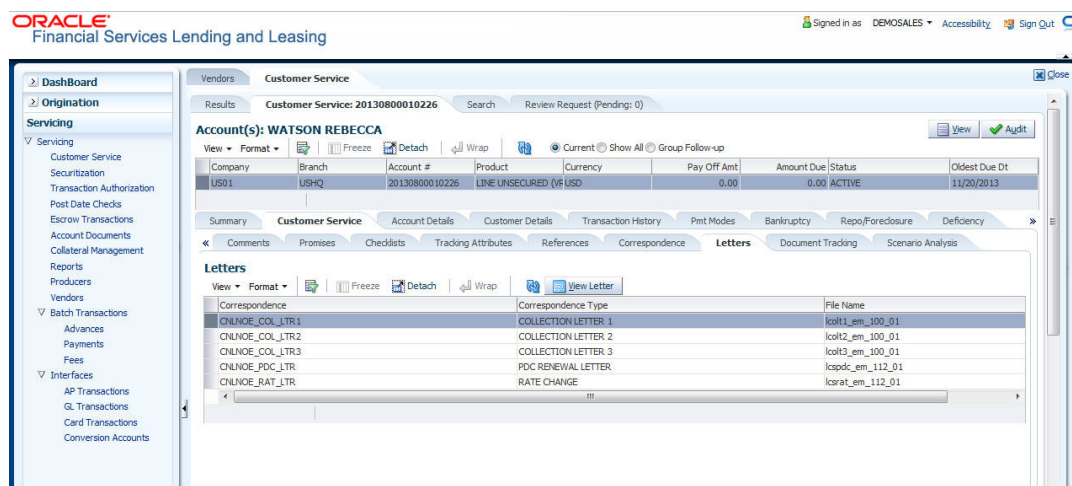 ORACLE®
Financial Services Lending and Leasing
Signed in as DEMOSALES Accessibility Sign Out
Close
DashBoard
Origination
Servicing
Servicing
Customer Service
Securitization
Transaction Authorization
Post Date Checks
Escrow Transactions
Account Documents
Collateral Management
Reports
Producers
Vendors
Batch Transactions
Advances
Payments
Fees
Interfaces
AP Transactions
GL Transactions
Card Transactions
Conversion Accounts
Vendors Customer Service
Results Customer Service: 20130800010226 Search Review Request (Pending: 0)
Account(s): WATSON REBECCA
View Audit
View Format Freeze Detach Wrap Current Show All Group Follow-up
Company Branch Account # Product Currency Pay Off Amt Amount Due Status Oldest Due Dt
US01 USHQ 20130800010226 LINE UNSECURED (VF USD 0.00 0.00 ACTIVE 11/20/2013
Summary Customer Service Account Details Customer Details Transaction History Pmt Modes Bankruptcy Repo/Foreclosure Deficiency »
« Comments Promises Checklists Tracking Attributes References Correspondence Letters Document Tracking Scenario Analysis
Letters
View Format Freeze Detach Wrap View Letter
Correspondence Correspondence Type File Name
CNLNOE_COL_LTR1 COLLECTION LETTER 1 lcolt1_em_100_01
CNLNOE_COL_LTR2 COLLECTION LETTER 2 lcolt2_em_100_01
CNLNOE_COL_LTR3 COLLECTION LETTER 3 lcolt3_em_100_01
CNLNOE_PDC_LTR PDC RENEWAL LETTER lcspdc_em_112_01
CNLNOE_RAT_LTR RATE CHANGE lcsrat_em_112_01